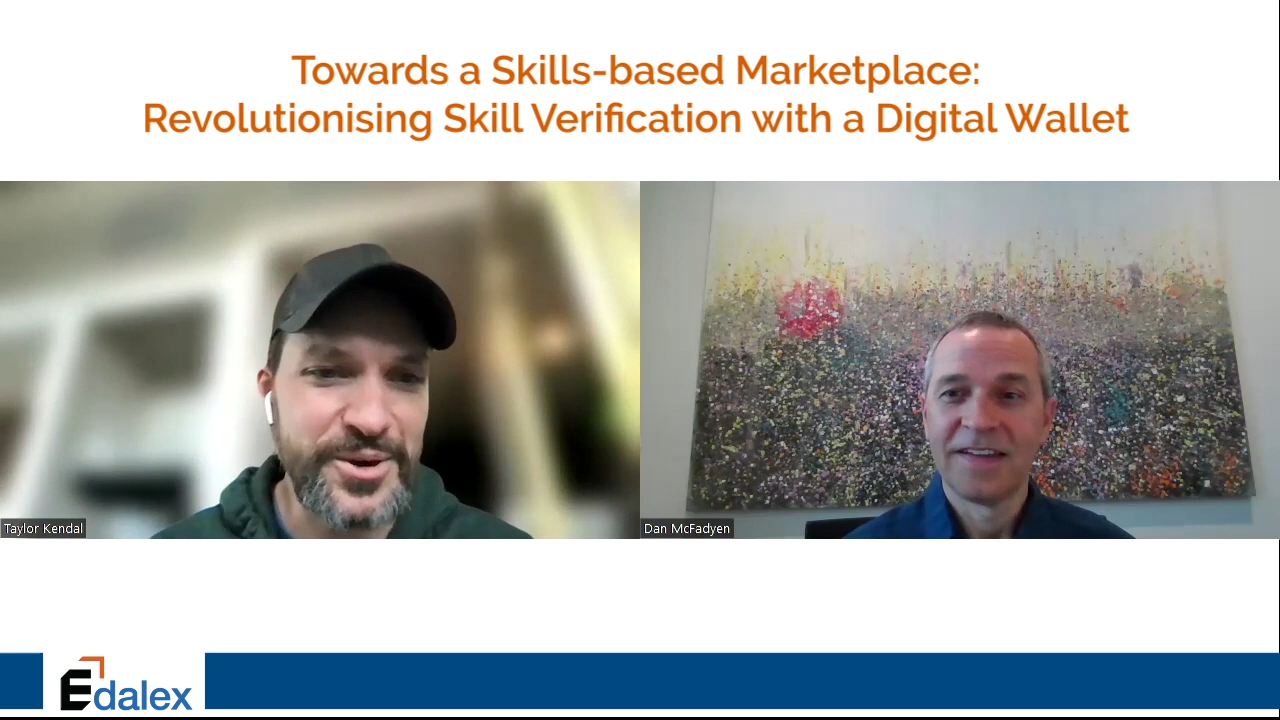 Towards a Skills-based Marketplace:
Revolutionising Skill Verification with a Digital Wallet
Taylor Kendal
Dan McFadyen
Edalex